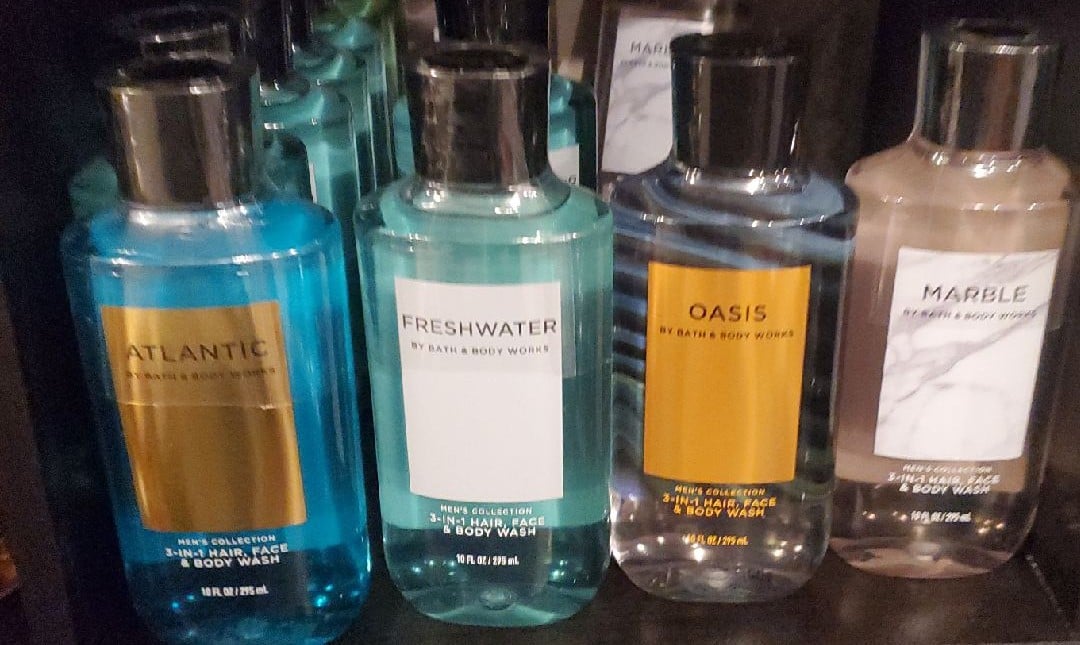 ATLANTIC
BY BATH & BODY WORKS
MEN'S COLLECTION
3-IN-1 HAIR, FACE
& BODY WASH
10 FL OZ / 295 mL
FRESHWATER
BY BATH & BODY WORKS
MEN'S COLLECTION
3-IN-1 HAIR, FACE
& BODY WASH
10 FL OZ / 295 mL
OASIS
BY BATH & BODY WORKS
MEN'S COLLECTION
3-IN-1 HAIR, FACE
& BODY WASH
10 FL OZ / 295 mL
MARBLE
BY BATH & BODY WORKS
MEN'S COLLECTION
3-IN-1 HAIR, FACE
& BODY WASH
10 FL OZ / 295 mL